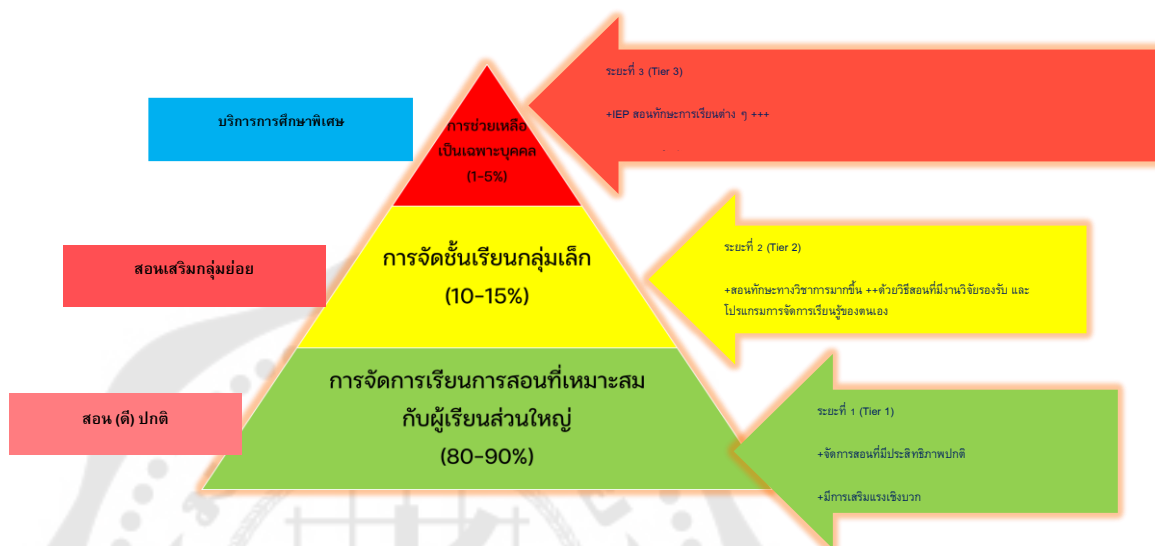 ระยะที่ 3 (Tier 3)
+IEP สอนทักษะการเรียนต่าง ๆ +++
บริการการศึกษาพิเศษ
การช่วยเหลือ
เป็นเฉพาะบุคคล
(1-5%)
สอนเสริมกลุ่มย่อย
การจัดชั้นเรียนกลุ่มเล็ก
(10-15%)
ระยะที่ 2 (Tier 2)
+สอนทักษะทางวิชาการมากขึ้น ++ด้วยวิธีสอนที่มีงานวิจัยรองรับ และ
โปรแกรมการจัดการเรียนรู้ของตนเอง
สอน (ดี) ปกติ
การจัดการเรียนการสอนที่เหมาะสม
กับผู้เรียนส่วนใหญ่
(80-90%)
ระยะที่ 1 (Tier 1)
+จัดการสอนที่มีประสิทธิภาพปกติ
+มีการเสริมแรงเชิงบวก